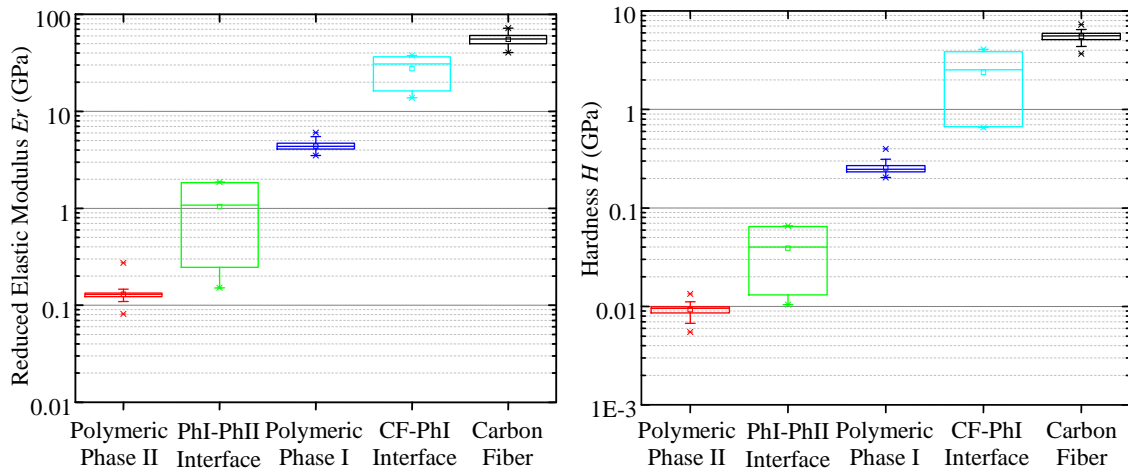 Reduced Elastic Modulus Er (GPa)
100
10
1
0.1
0.01
Polymeric
Phase II
PhI-PhII
Interface
Polymeric
Phase I
CF-PhI
Interface
Carbon
Fiber
Hardness H (GPa)
10
1
0.1
0.01
1E-3
Polymeric
Phase II
PhI-PhII
Interface
Polymeric
Phase I
CF-PhI
Interface
Carbon
Fiber